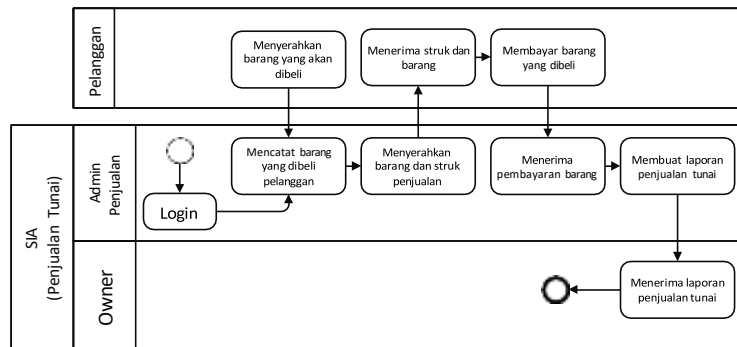 Pelanggan
Menyerahkan
barang yang akan
dibeli
Menerima struk dan
barang
Membayar barang
yang dibeli
SIA
(Penjualan Tunai)
Admin
Penjualan
Login
Mencatat barang
yang dibeli
pelanggan
Menyerahkan
barang dan struk
penjualan
Menerima
pembayaran barang
Membuat laporan
penjualan tunai
Owner
Menerima laporan
penjualan tunai